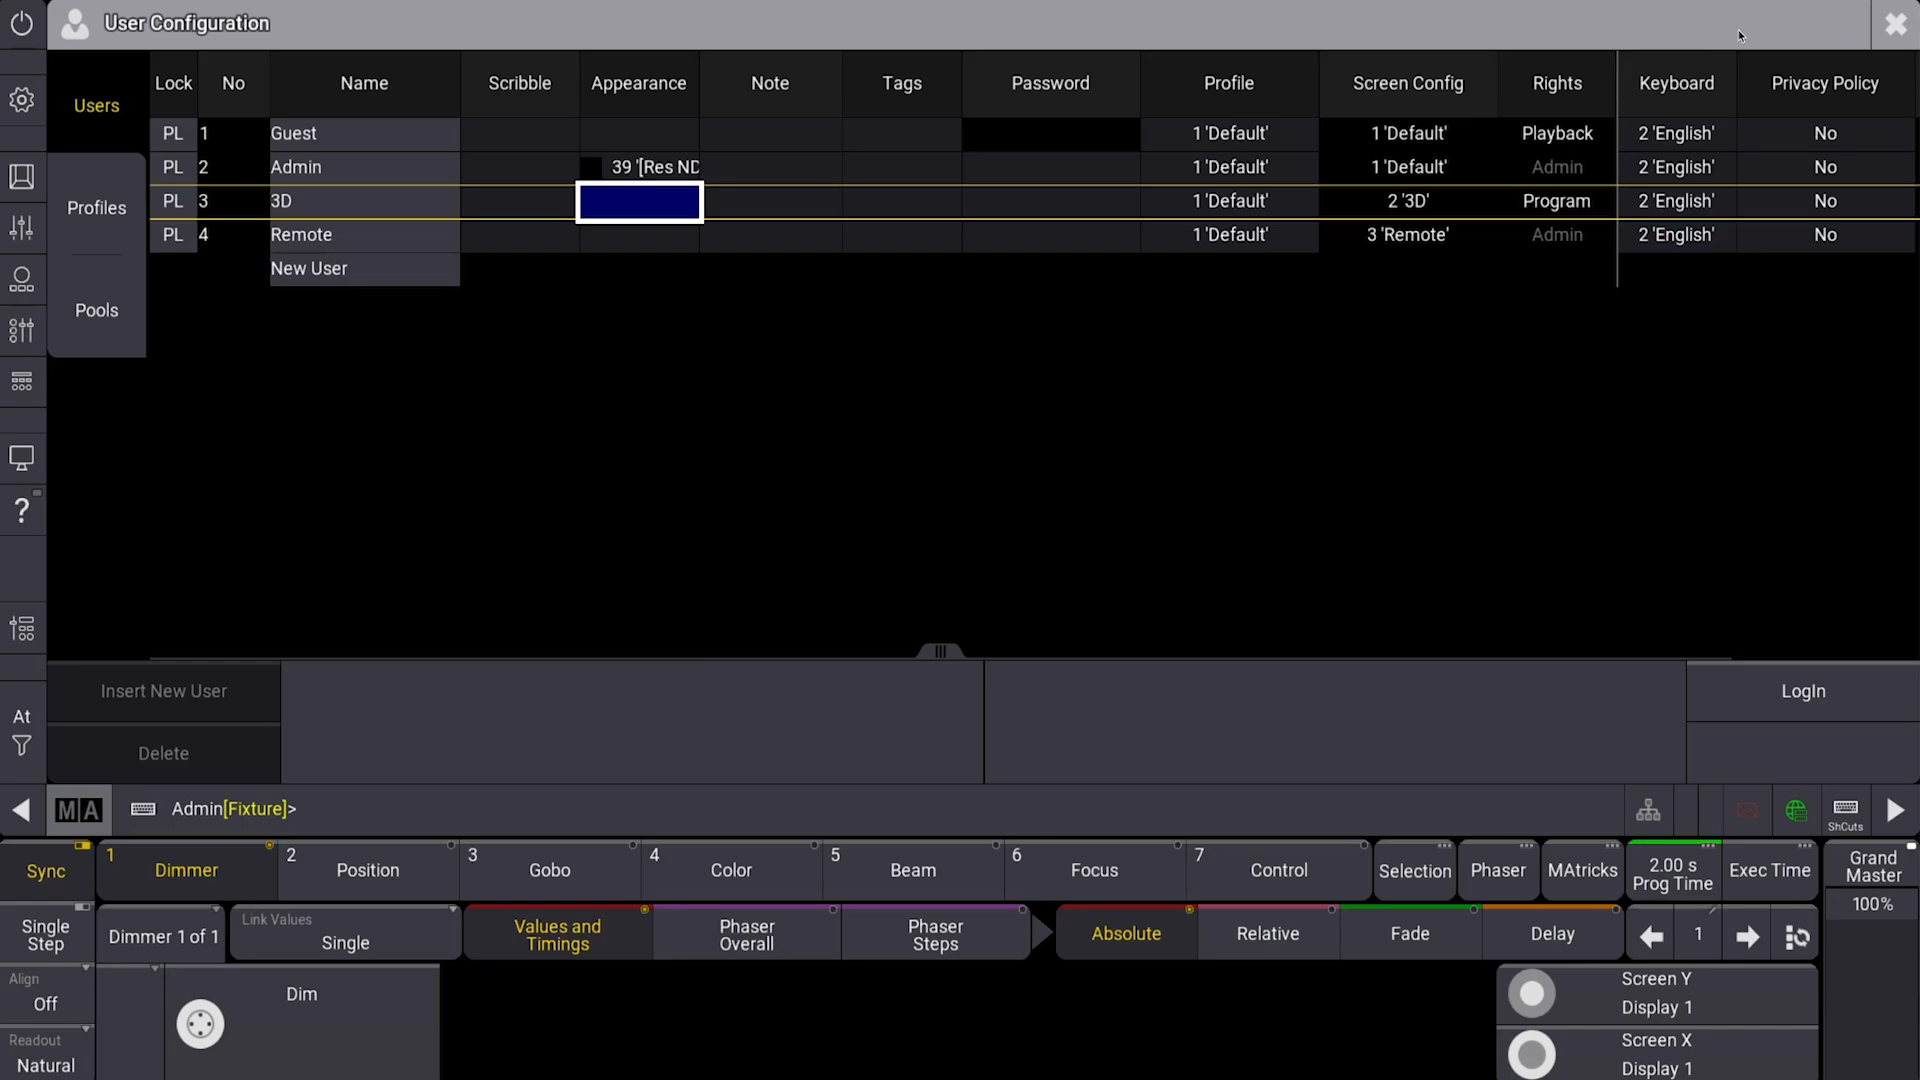 User Configuration
Users
Profiles
Pools
Lock No Name Scribble Appearance Note Tags Password Profile Screen Config Rights Keyboard Privacy Policy
PL 1 Guest 1 'Default' 1 'Default' Playback 2 'English' No
PL 2 Admin 39 '[Res ND 1 'Default' 1 'Default' Admin 2 'English' No
PL 3 3D 1 'Default' 2 '3D' Program 2 'English' No
PL 4 Remote 1 'Default' 3 'Remote' Admin 2 'English' No
New User
?
At
Insert New User
Delete
LogIn
MA Admin[Fixture]>
ShCuts
Sync
1 Dimmer
2 Position
3 Gobo
4 Color
5 Beam
6 Focus
7 Control
Selection
Phaser
MAtricks
2.00 s
Prog Time
Exec Time
Grand
Master
100%
Single
Step
Dimmer 1 of 1
Link Values
Single
Values and
Timings
Phaser
Overall
Phaser
Steps
Absolute
Relative
Fade
Delay
1
Align
Off
Readout
Natural
Dim
Screen Y
Display 1
Screen X
Display 1